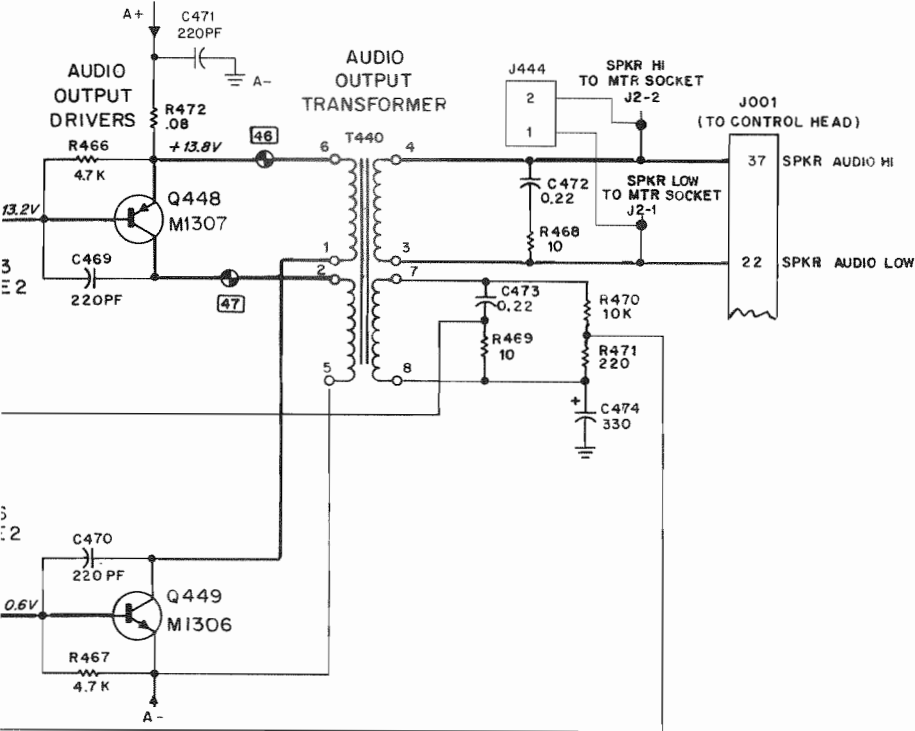 A+
C471
220PF
A-
AUDIO
OUTPUT
DRIVERS
R472
.08
+13.8V
R466
4.7K
Q448
M1307
13.2V
C469
220PF
3
E2
46
47
AUDIO
OUTPUT
TRANSFORMER
T440
6
4
1
3
2
7
5
8
J444
2
1
SPKR HI
TO MTR SOCKET
J2-2
J001
(TO CONTROL HEAD)
37 SPKR AUDIO HI
C472
0.22
SPKR LOW
TO MTR SOCKET
J2-1
R468
10
22 SPKR AUDIO LOW
C473
0.22
R469
10
R470
10K
R471
220
+
C474
330
E2
C470
220PF
Q449
M1306
0.6V
R467
4.7K
A-